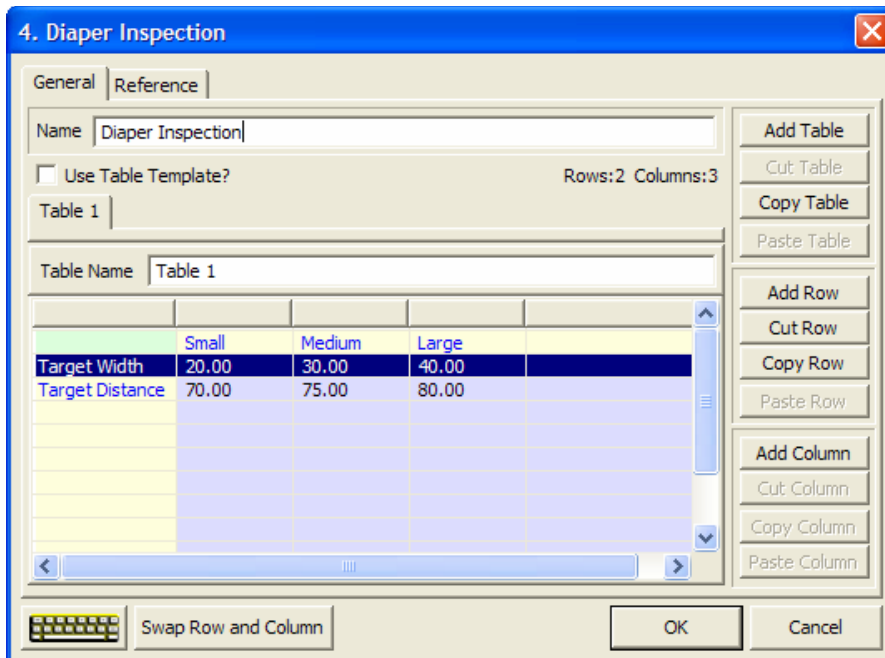 4. Diaper Inspection
General Reference
Name Diaper Inspection
Add Table
Use Table Template? Rows:2 Columns:3
Cut Table
Table 1
Copy Table
Paste Table
Table Name Table 1
Add Row
Cut Row
Small Medium Large
Target Width 20.00 30.00 40.00
Copy Row
Target Distance 70.00 75.00 80.00
Paste Row
Add Column
Cut Column
Copy Column
Paste Column
Swap Row and Column OK Cancel